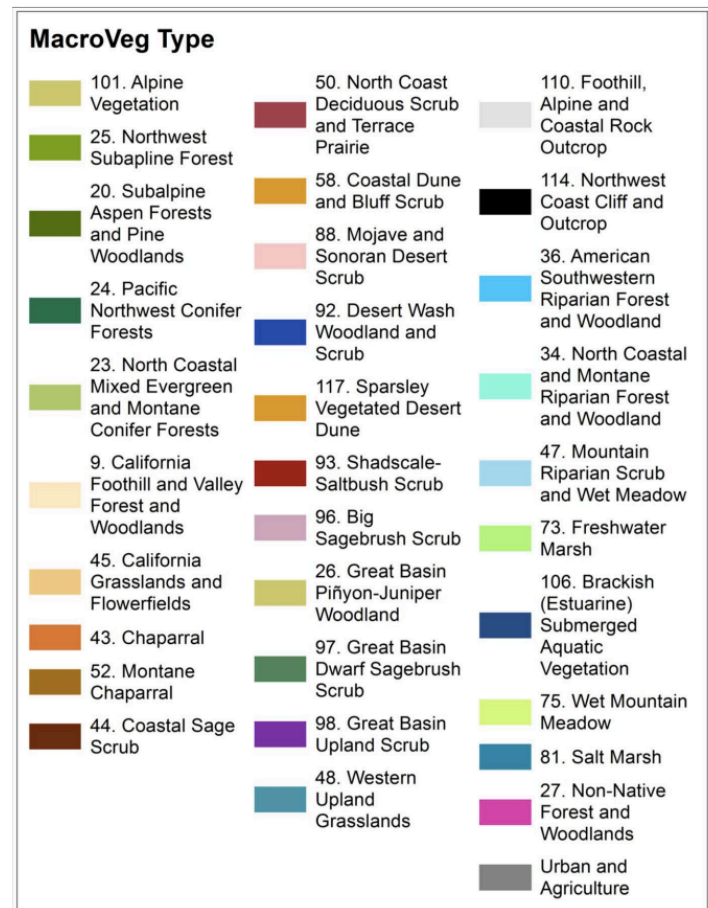 MacroVeg Type
101. Alpine
Vegetation
25. Northwest
Subapline Forest
20. Subalpine
Aspen Forests
and Pine
Woodlands
24. Pacific
Northwest Conifer
Forests
23. North Coastal
Mixed Evergreen
and Montane
Conifer Forests
9. California
Foothill and Valley
Forest and
Woodlands
45. California
Grasslands and
Flowerfields
43. Chaparral
52. Montane
Chaparral
44. Coastal Sage
Scrub
50. North Coast
Deciduous Scrub
and Terrace
Prairie
58. Coastal Dune
and Bluff Scrub
88. Mojave and
Sonoran Desert
Scrub
92. Desert Wash
Woodland and
Scrub
117. Sparsley
Vegetated Desert
Dune
93. Shadscale-
Saltbush Scrub
96. Big
Sagebrush Scrub
26. Great Basin
Piñyon-Juniper
Woodland
97. Great Basin
Dwarf Sagebrush
Scrub
98. Great Basin
Upland Scrub
48. Western
Upland
Grasslands
110. Foothill,
Alpine and
Coastal Rock
Outcrop
114. Northwest
Coast Cliff and
Outcrop
36. American
Southwestern
Riparian Forest
and Woodland
34. North Coastal
and Montane
Riparian Forest
and Woodland
47. Mountain
Riparian Scrub
and Wet Meadow
73. Freshwater
Marsh
106. Brackish
(Estuarine)
Submerged
Aquatic
Vegetation
75. Wet Mountain
Meadow
81. Salt Marsh
27. Non-Native
Forest and
Woodlands
Urban and
Agriculture